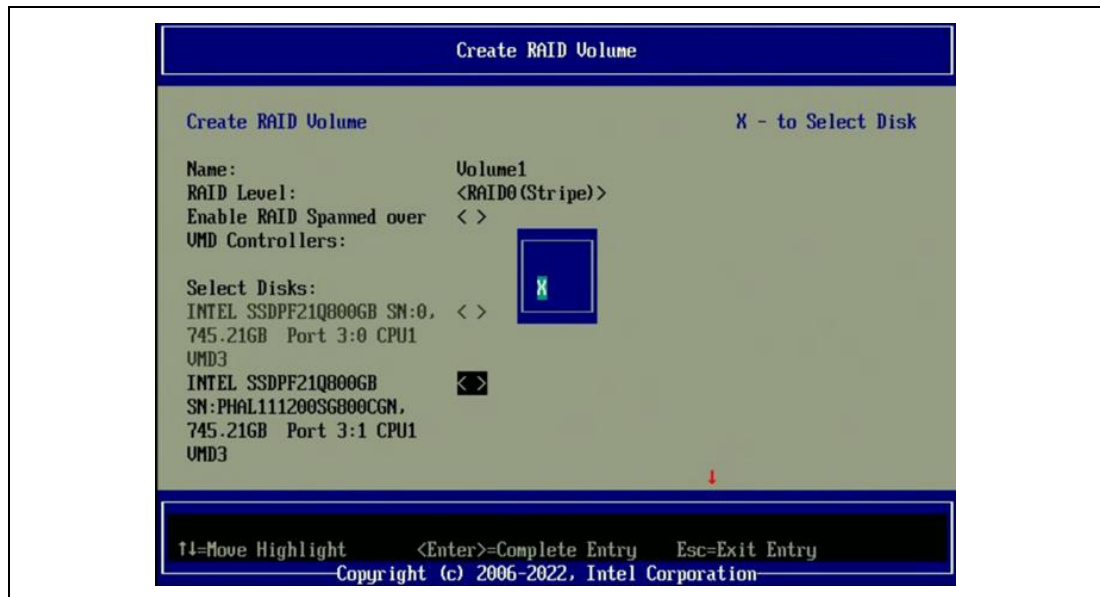 Create RAID Volume
Create RAID Volume X - to Select Disk
Name: Volume1
RAID Level: <RAID0(Stripe)>
Enable RAID Spanned over < >
VMD Controllers:
Select Disks:
X
INTEL SSDPF21Q800GB SN:0, < >
745.21GB Port 3:0 CPU1
VMD3
INTEL SSDPF21Q800GB < >
SN:PHAL111200SG800CGN,
745.21GB Port 3:1 CPU1
VMD3
↓
↑↓=Move Highlight <Enter>=Complete Entry Esc=Exit Entry
Copyright (c) 2006-2022, Intel Corporation